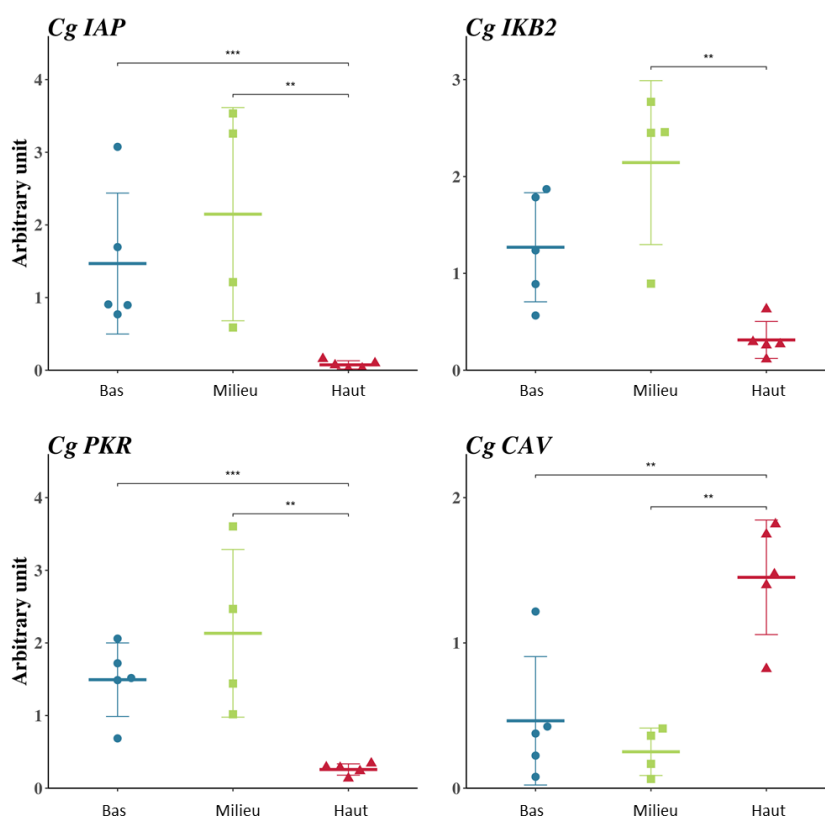 Cg IAP
***
**
4
3
2
1
0
Arbitrary unit
Bas Milieu Haut
Cg IKB2
**
3
2
1
0
Bas Milieu Haut
Cg PKR
***
**
4
3
2
1
0
Arbitrary unit
Bas Milieu Haut
Cg CAV
**
**
2
1
0
Bas Milieu Haut